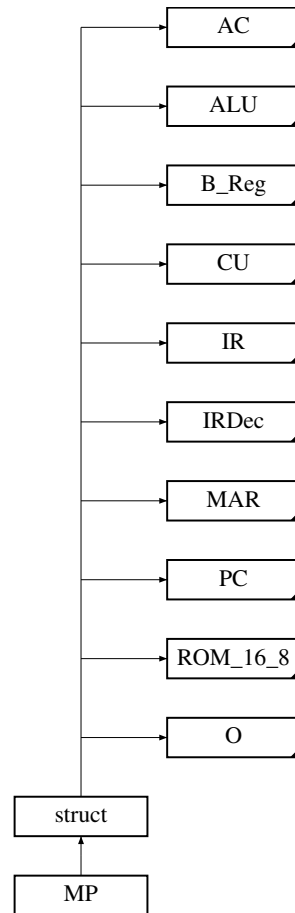 AC
ALU
B_Reg
CU
IR
IRDec
MAR
PC
ROM_16_8
O
struct
MP